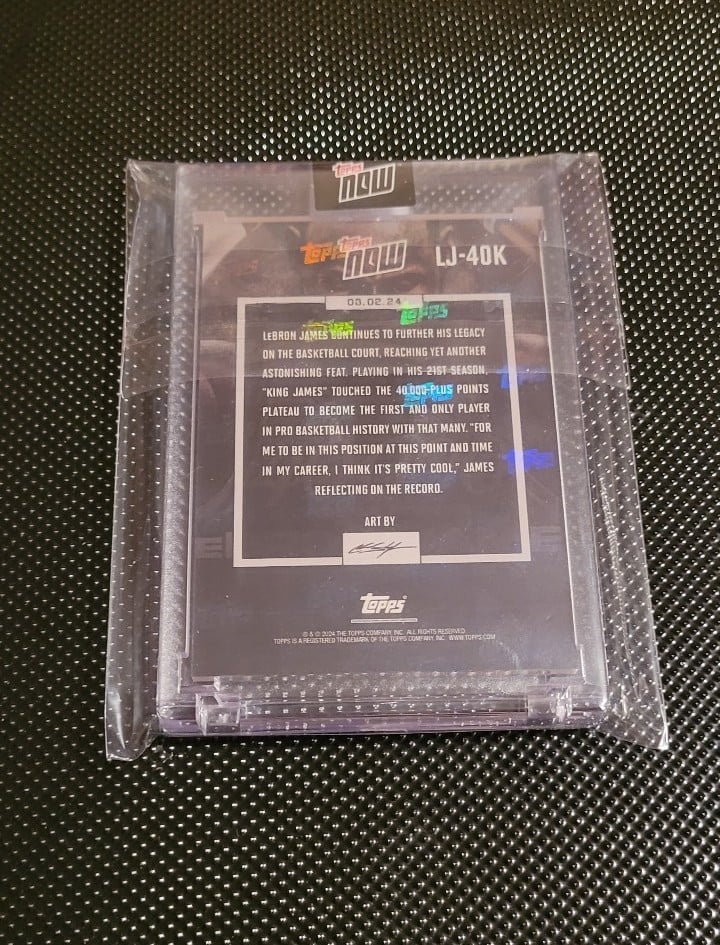 TOPPS NOW
TOPPS TOPPS NOW LJ-40K
03.02.24
TOPPS
LEBRON JAMES CONTINUES TO FURTHER HIS LEGACY
ON THE BASKETBALL COURT, REACHING YET ANOTHER
ASTONISHING FEAT. PLAYING IN HIS 21ST SEASON,
"KING JAMES" TOUCHED THE 40,000-PLUS POINTS
PLATEAU TO BECOME THE FIRST AND ONLY PLAYER
IN PRO BASKETBALL HISTORY WITH THAT MANY. "FOR
ME TO BE IN THIS POSITION AT THIS POINT AND TIME
IN MY CAREER, I THINK IT'S PRETTY COOL," JAMES
REFLECTING ON THE RECORD.
ART BY
Topps®
® & © 2024 THE TOPPS COMPANY, INC. ALL RIGHTS RESERVED.
TOPPS IS A REGISTERED TRADEMARK OF THE TOPPS COMPANY, INC. WWW.TOPPS.COM